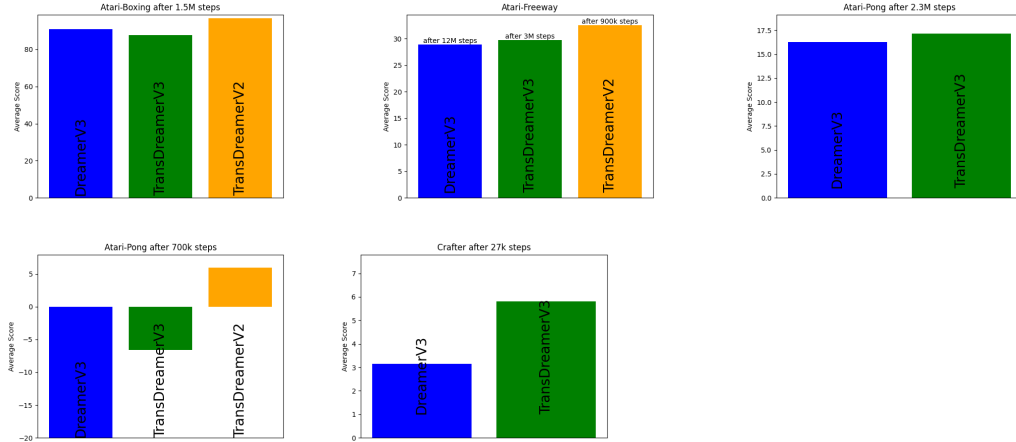 Atari-Boxing after 1.5M steps
Average Score
80
60
40
20
0
DreamerV3
TransDreamerV3
TransDreamerV2
Atari-Freeway
Average Score
30
25
20
15
10
5
0
after 12M steps
after 3M steps
after 900k steps
DreamerV3
TransDreamerV3
TransDreamerV2
Atari-Pong after 2.3M steps
Average Score
17.5
15.0
12.5
10.0
7.5
5.0
2.5
0.0
DreamerV3
TransDreamerV3
Atari-Pong after 700k steps
Average Score
5
0
−5
−10
−15
−20
DreamerV3
TransDreamerV3
TransDreamerV2
Crafter after 27k steps
Average Score
7
6
5
4
3
2
1
0
DreamerV3
TransDreamerV3